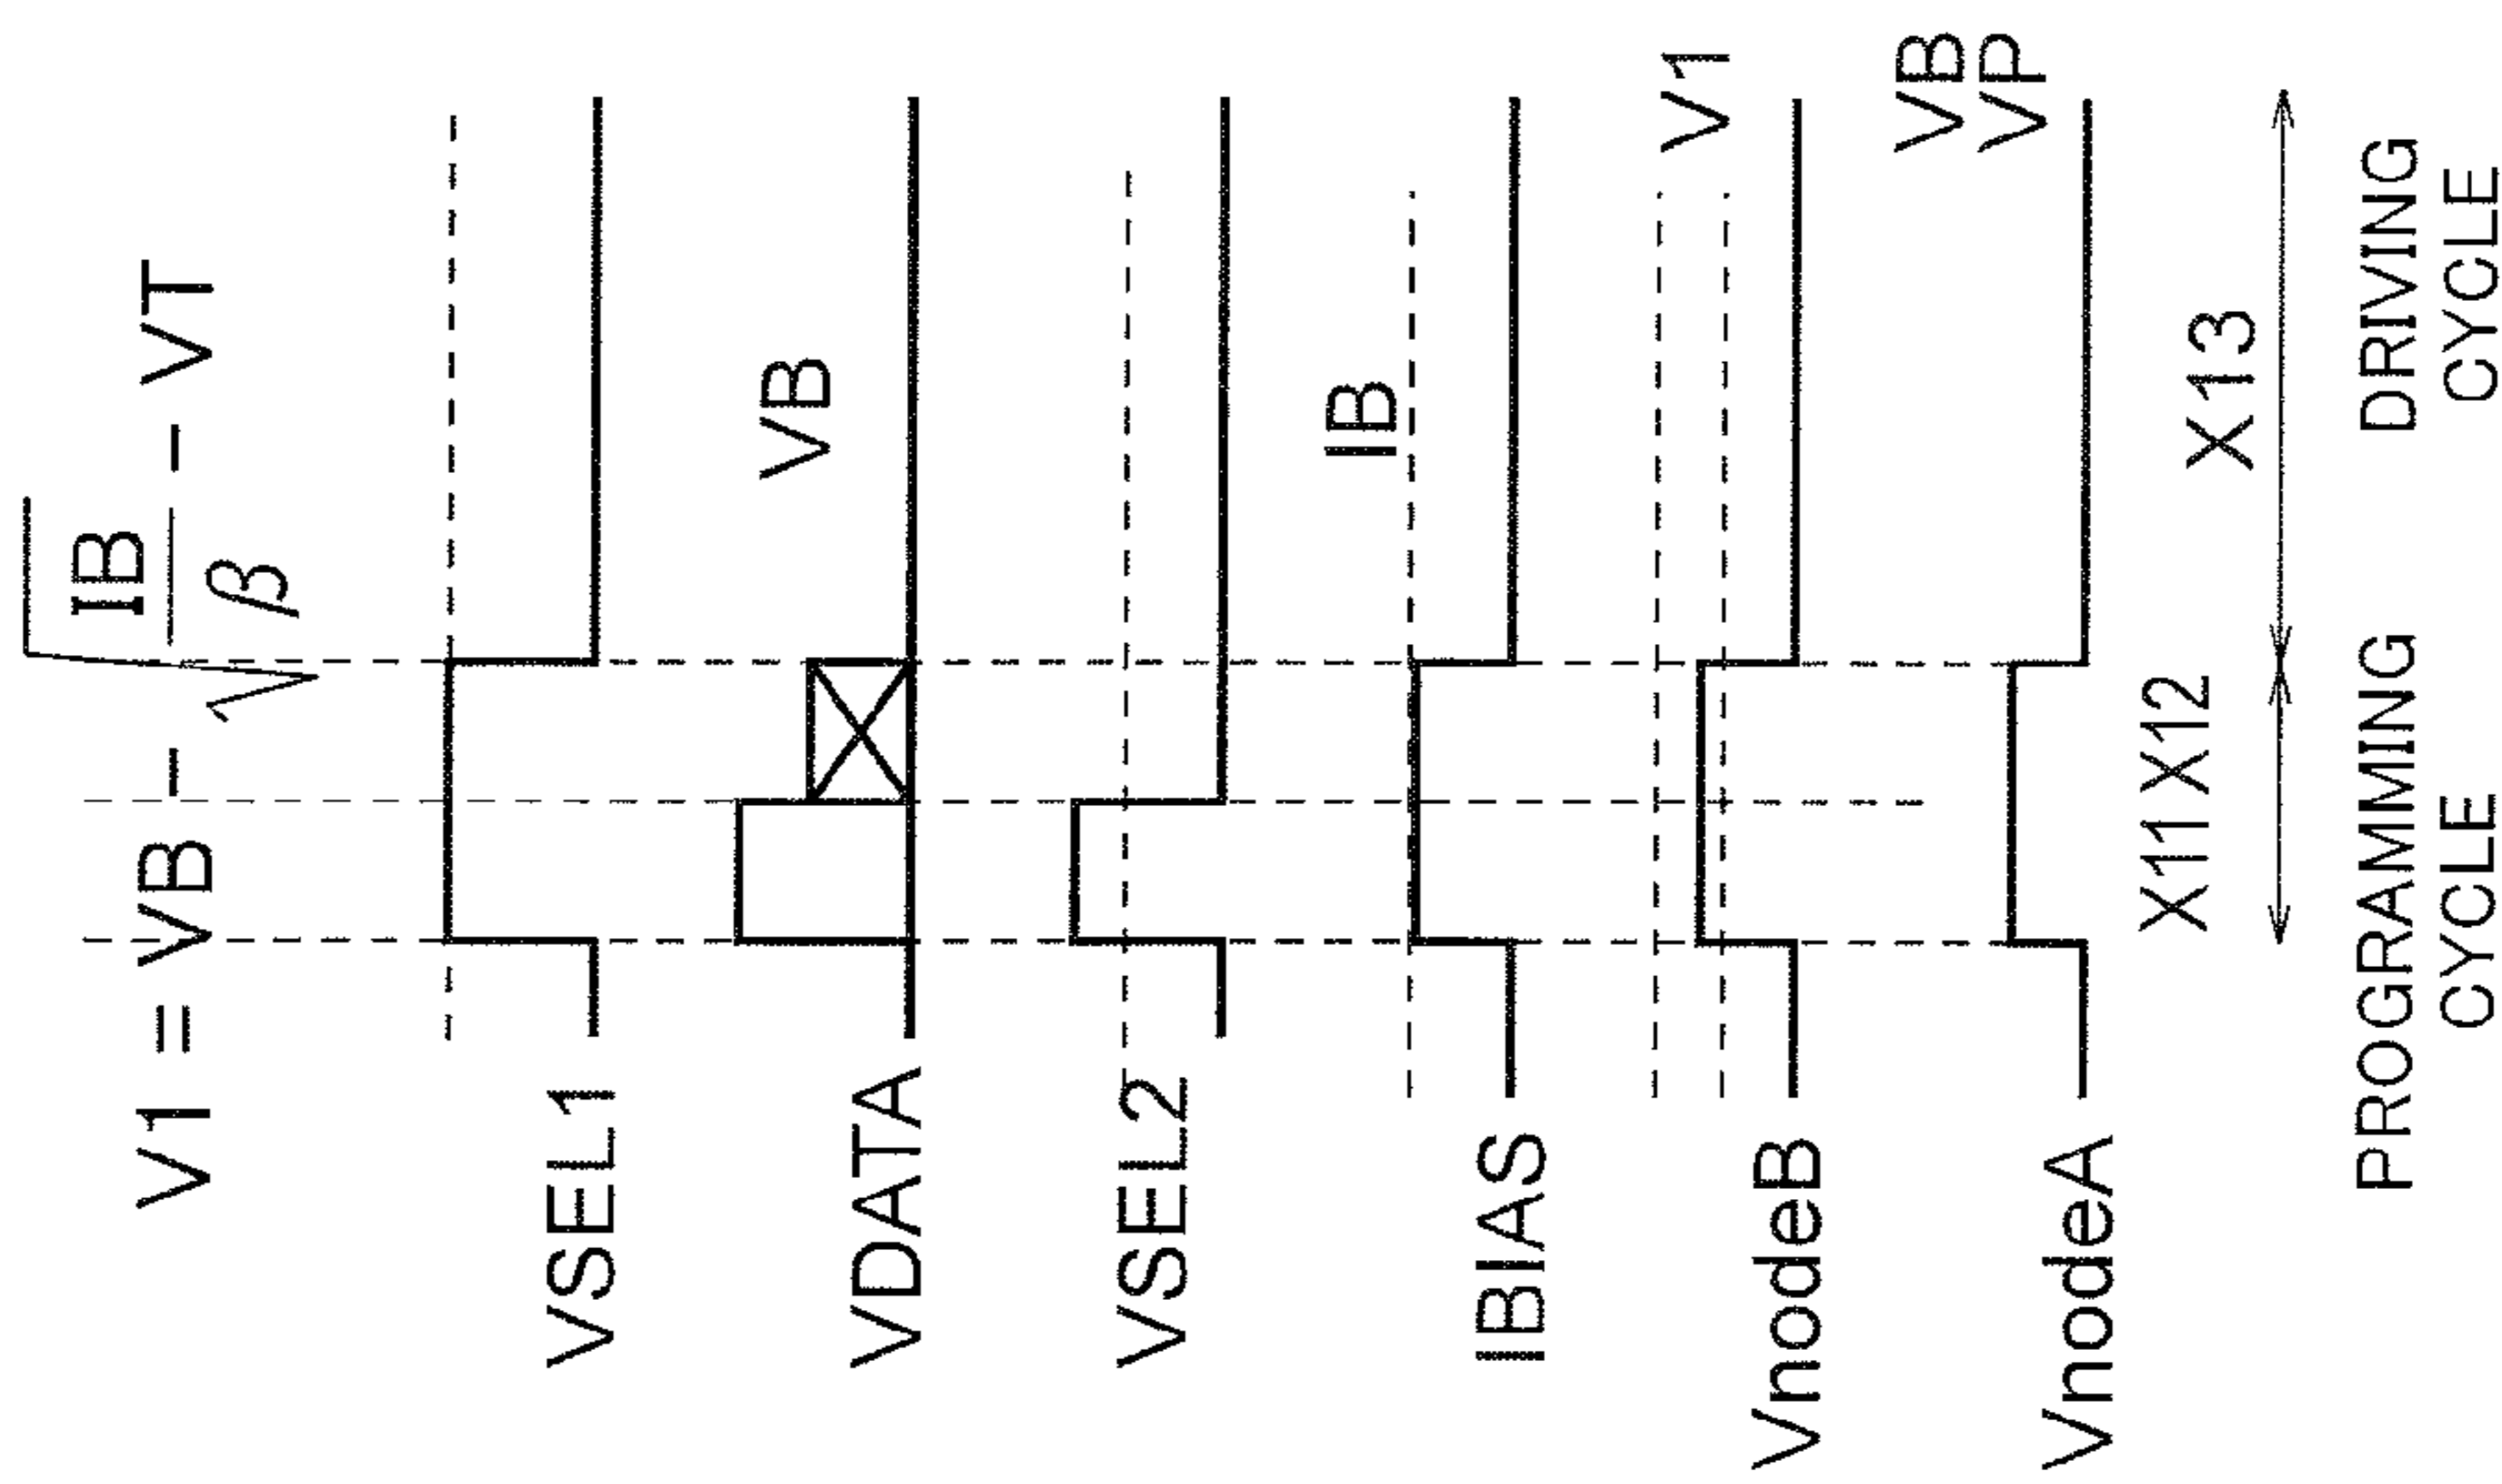 V1 = VB - √ IB/β - VT
VSEL1
VDATA
VB
VSEL2
IBIAS
IB
VnodeB
V1
VnodeA
VB
VP
X11 X12
X13
PROGRAMMING
CYCLE
DRIVING
CYCLE